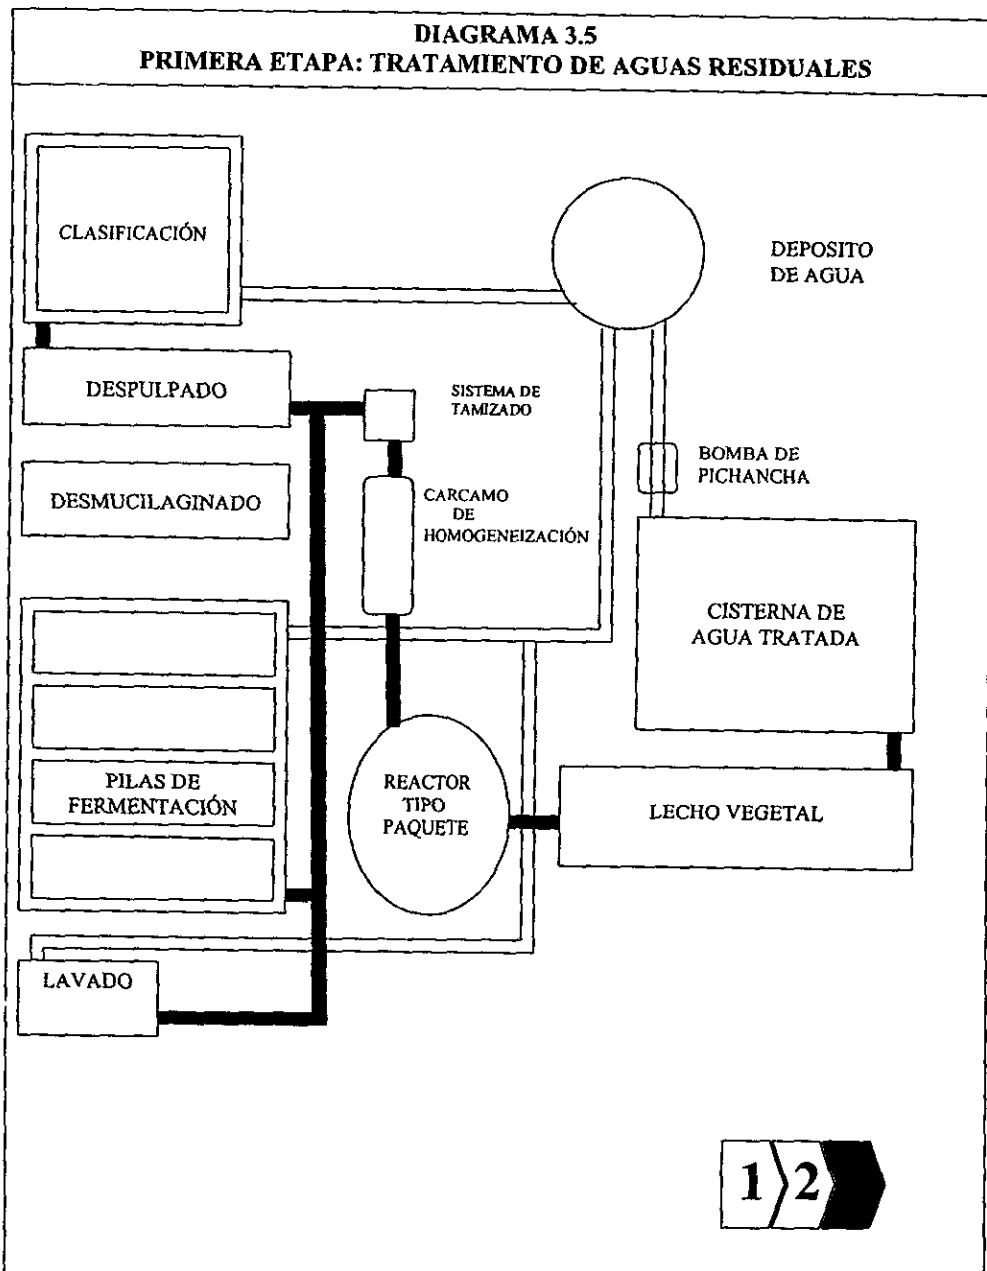 DIAGRAMA 3.5
PRIMERA ETAPA: TRATAMIENTO DE AGUAS RESIDUALES
CLASIFICACIÓN
DEPOSITO
DE AGUA
DESPULPADO
SISTEMA DE
TAMIZADO
BOMBA DE
PICHANCHA
DESMUCILAGINADO
CARCAMO
DE
HOMOGENEIZACIÓN
CISTERNA DE
AGUA TRATADA
PILAS DE
FERMENTACIÓN
REACTOR
TIPO
PAQUETE
LECHO VEGETAL
LAVADO
1 2